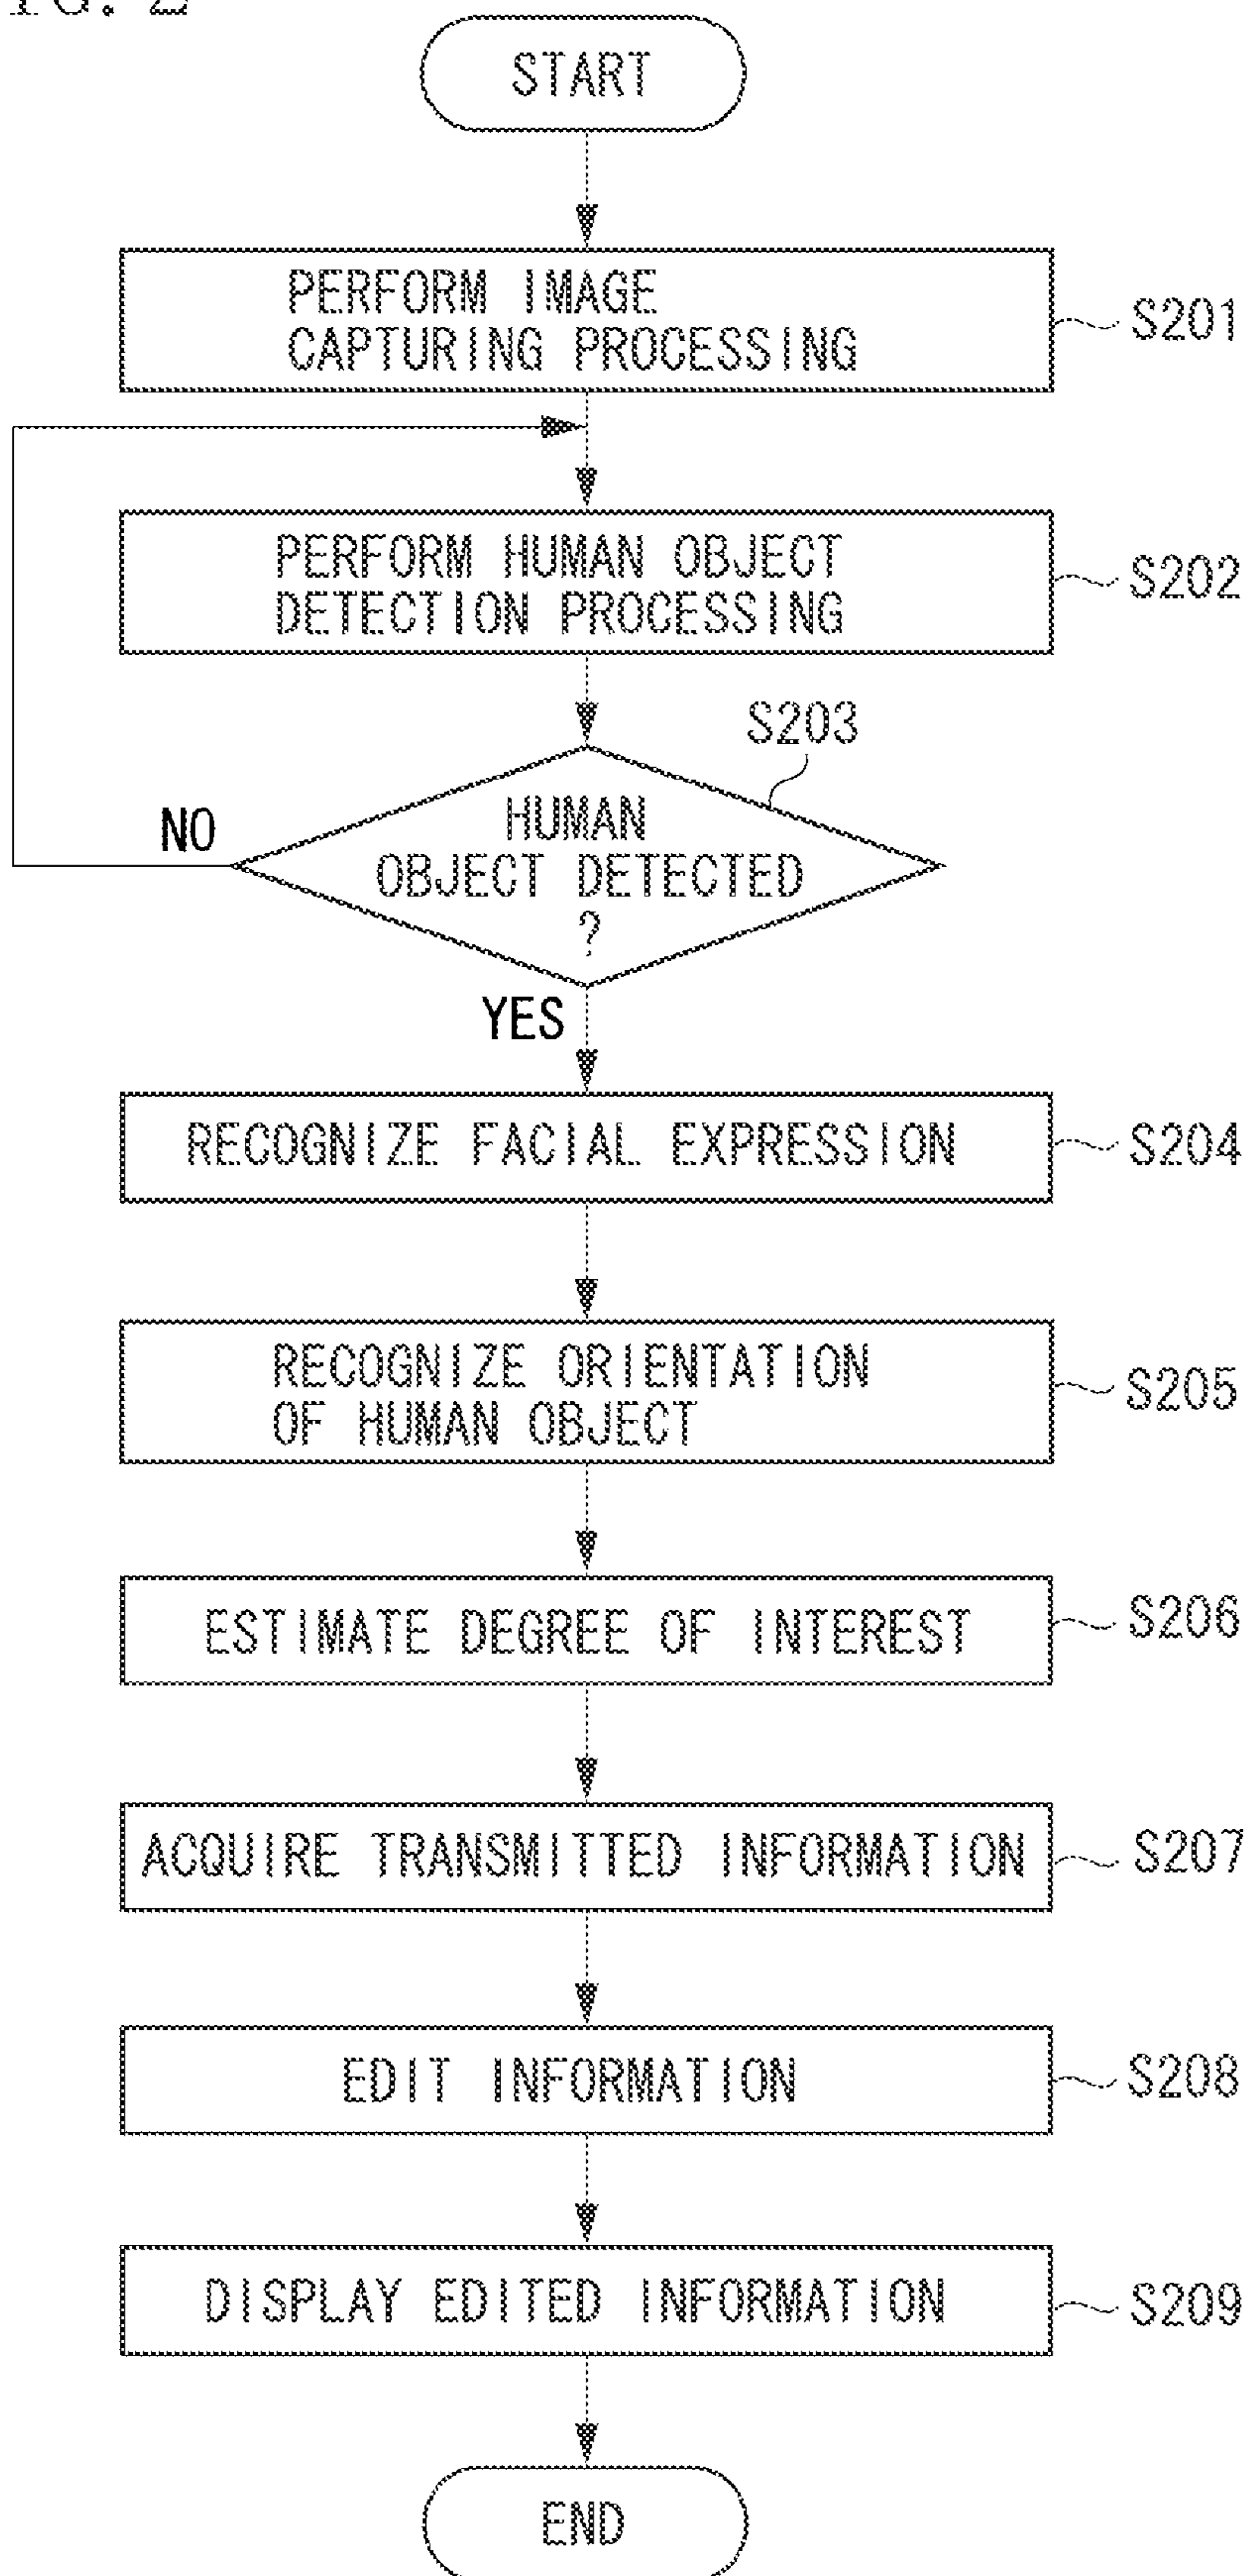 FIG. 2
START
PERFORM IMAGE
CAPTURING PROCESSING
S201
PERFORM HUMAN OBJECT
DETECTION PROCESSING
S202
S203
HUMAN
OBJECT DETECTED
?
NO
YES
RECOGNIZE FACIAL EXPRESSION
S204
RECOGNIZE ORIENTATION
OF HUMAN OBJECT
S205
ESTIMATE DEGREE OF INTEREST
S206
ACQUIRE TRANSMITTED INFORMATION
S207
EDIT INFORMATION
S208
DISPLAY EDITED INFORMATION
S209
END